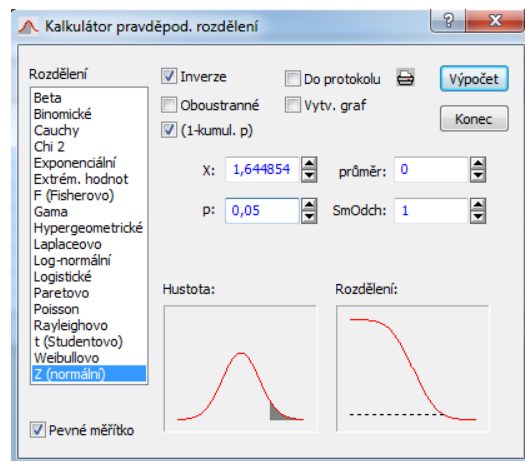 Kalkulátor pravděpod. rozdělení
Rozdělení
Beta
Binomické
Cauchy
Chi 2
Exponenciální
Extrém. hodnot
F (Fisherovo)
Gama
Hypergeometrické
Laplaceovo
Log-normální
Logistické
Paretovo
Poisson
Rayleighovo
t (Studentovo)
Weibullovo
Z (normální)
Pevné měřítko
Inverze
Do protokolu
Výpočet
Oboustranné
Vytv. graf
Konec
(1-kumul. p)
X: 1,644854 průměr: 0
p: 0,05 SmOdch: 1
Hustota: Rozdělení: